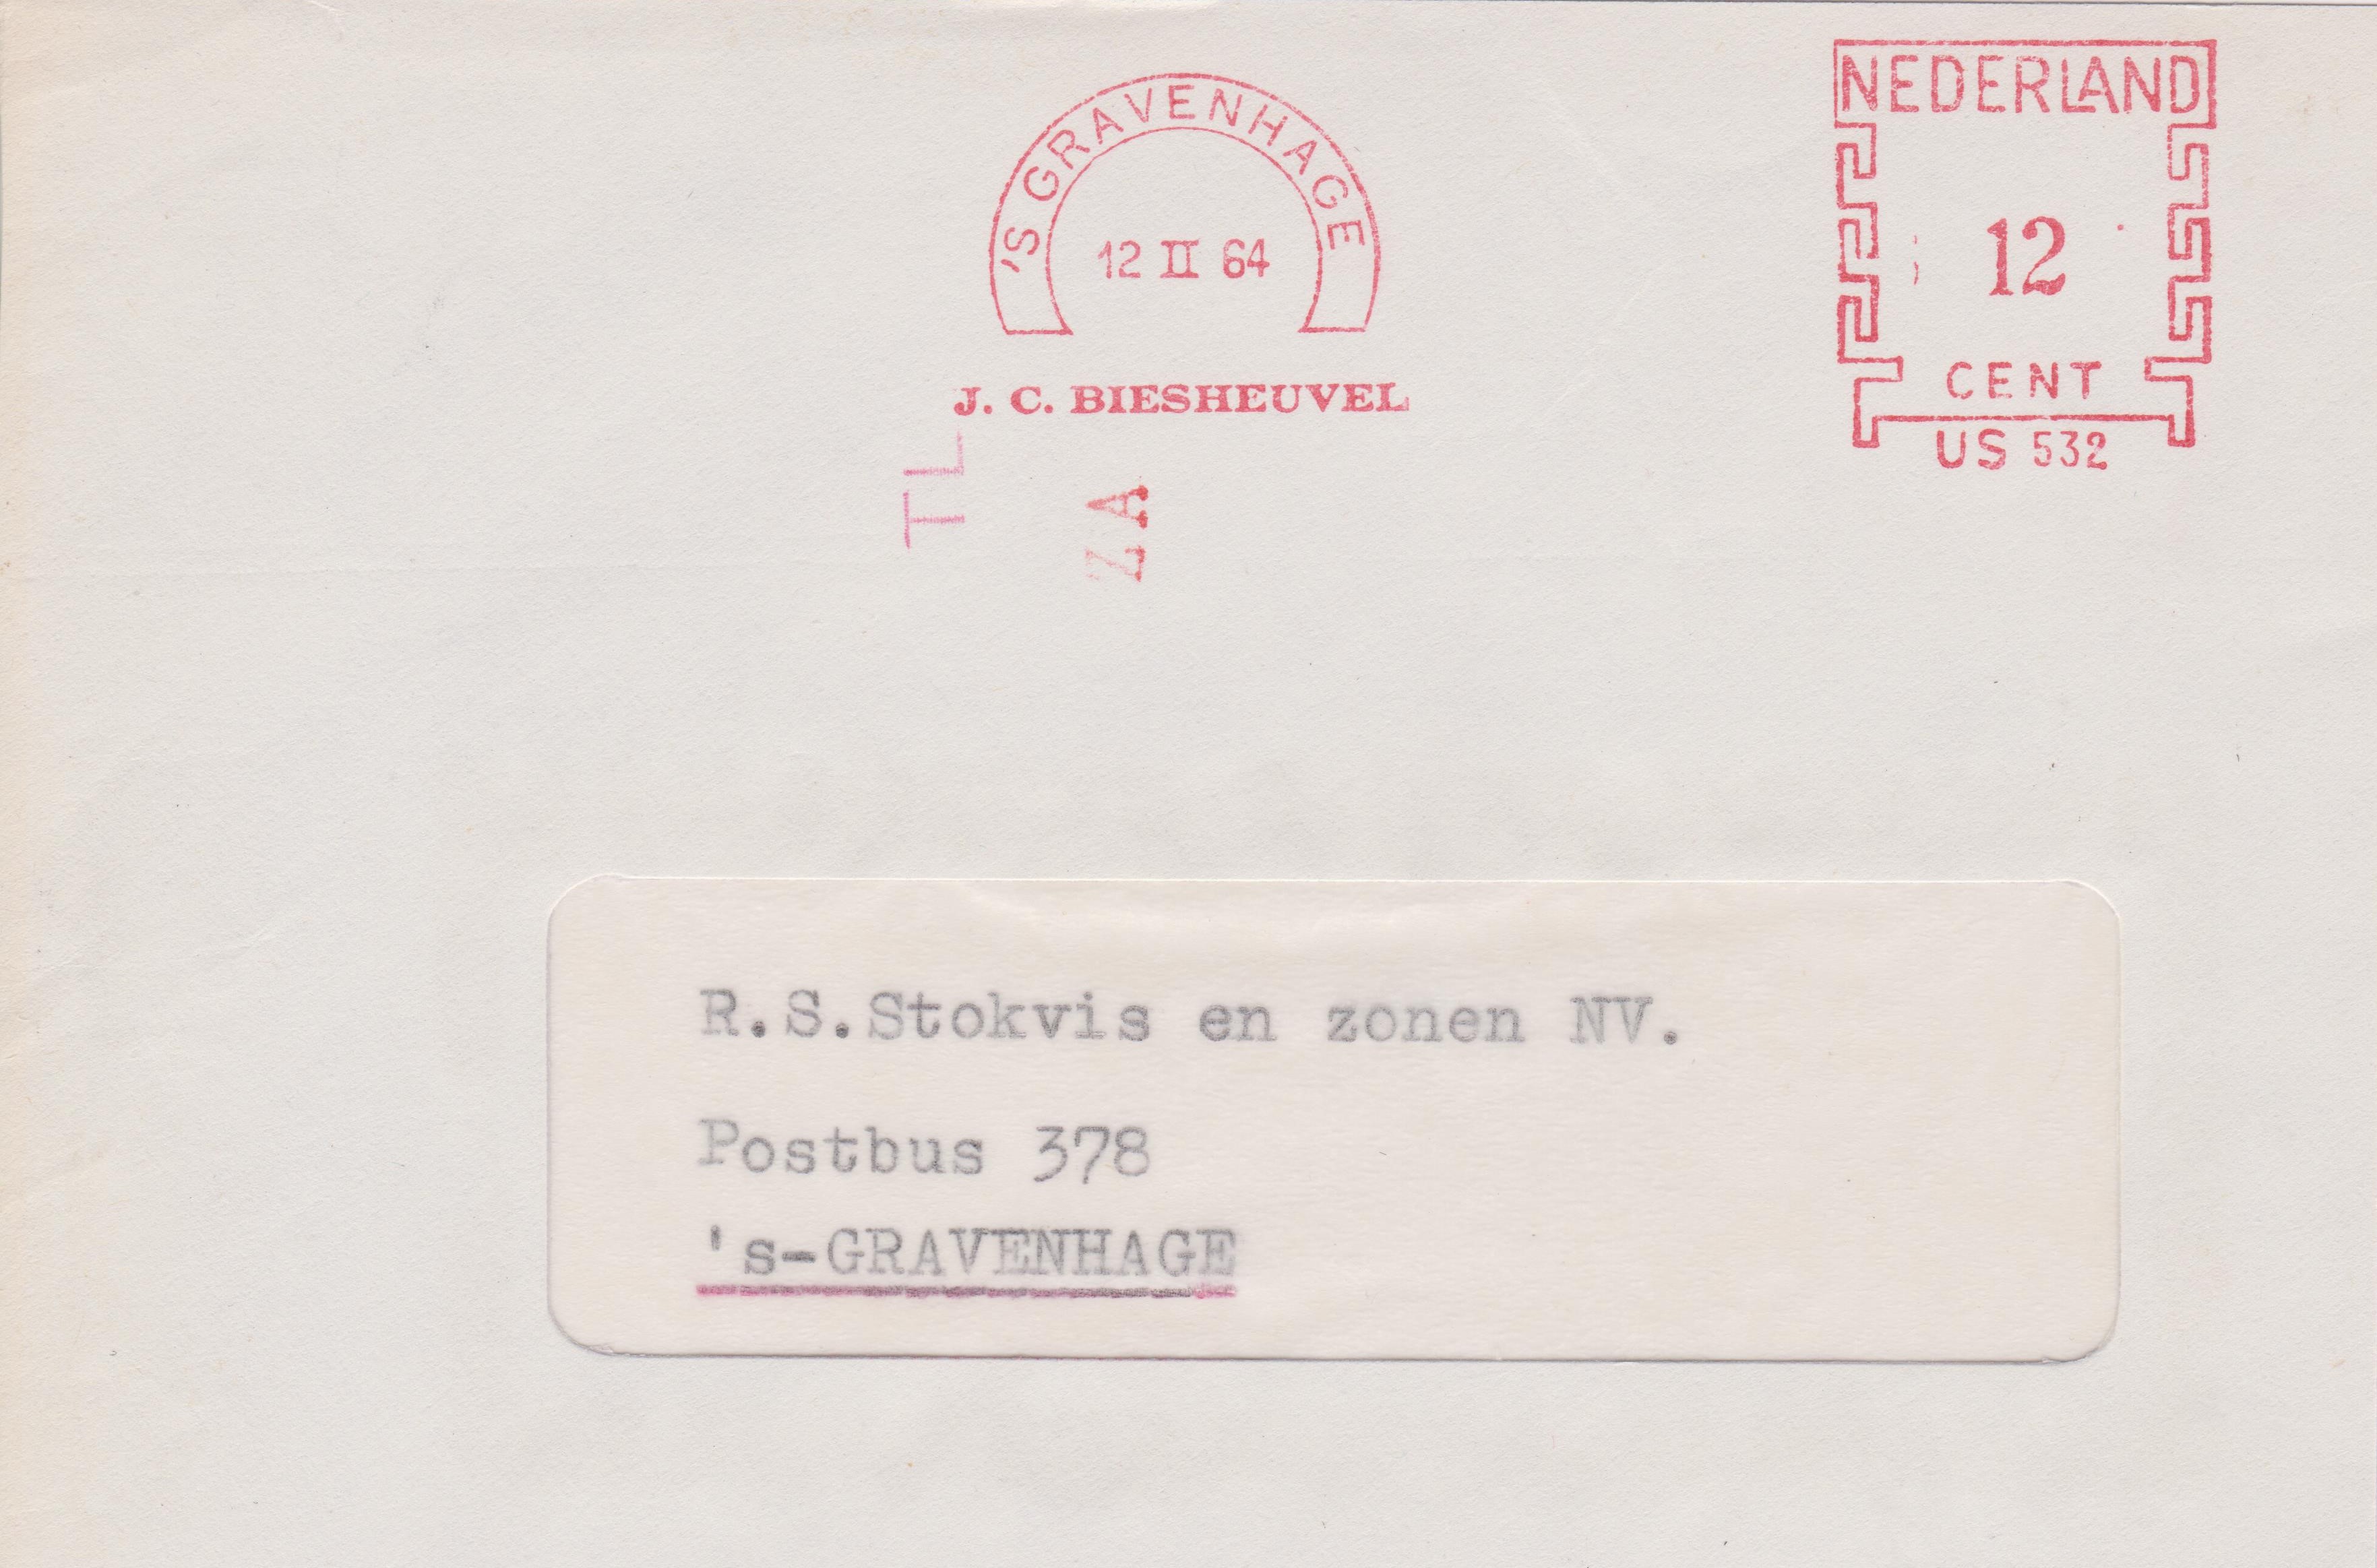 'S GRAVENHAGE
12 II 64
J. C. BIESHEUVEL
NEDERLAND
12
CENT
US 532
TL
ZA
R.S.Stokvis en zonen NV.
Postbus 378
's-GRAVENHAGE